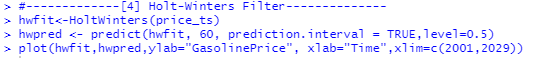 > #-------------[4] Holt-Winters Filter--------------
> hwfit<-HoltWinters(price_ts)
> hwpred <- predict(hwfit, 60, prediction.interval = TRUE,level=0.5)
> plot(hwfit,hwpred,ylab="GasolinePrice", xlab="Time",xlim=c(2001,2029))